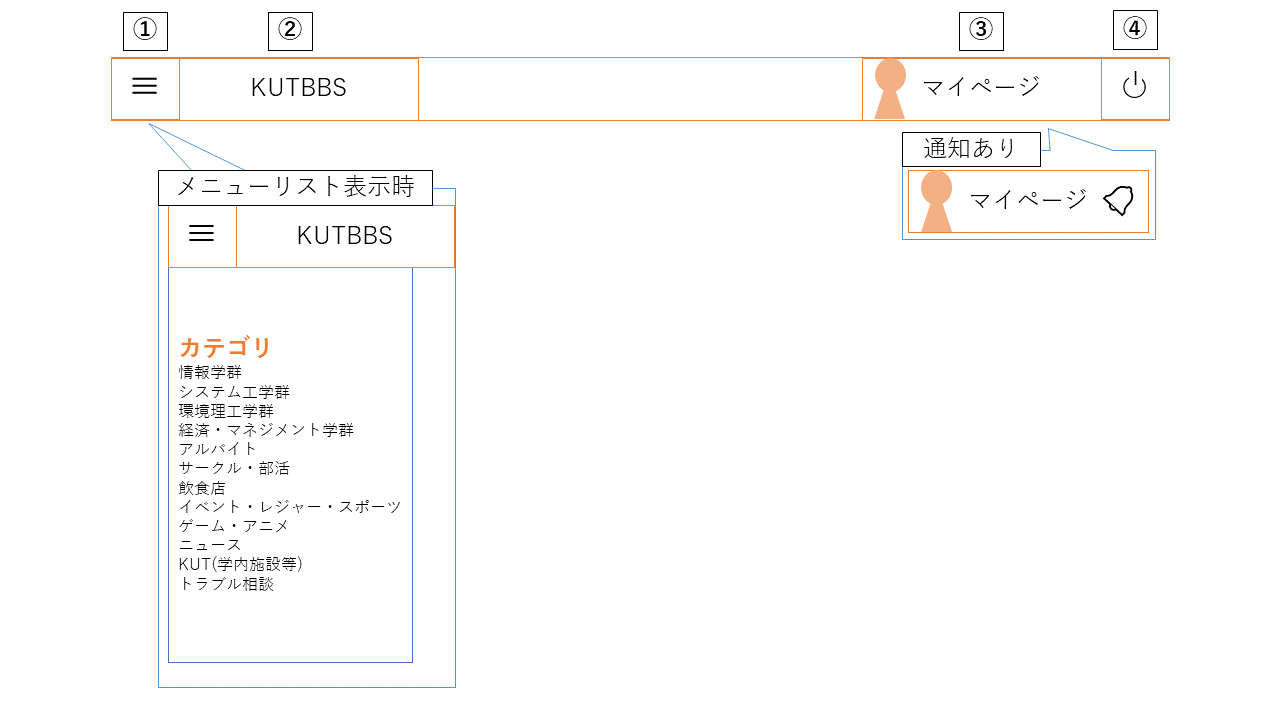 ① ② ③ ④
KUTBBS マイページ
通知あり
マイページ
メニューリスト表示時
KUTBBS
カテゴリ
情報学群
システム工学群
環境理工学群
経済・マネジメント学群
アルバイト
サークル・部活
飲食店
イベント・レジャー・スポーツ
ゲーム・アニメ
ニュース
KUT(学内施設等)
トラブル相談